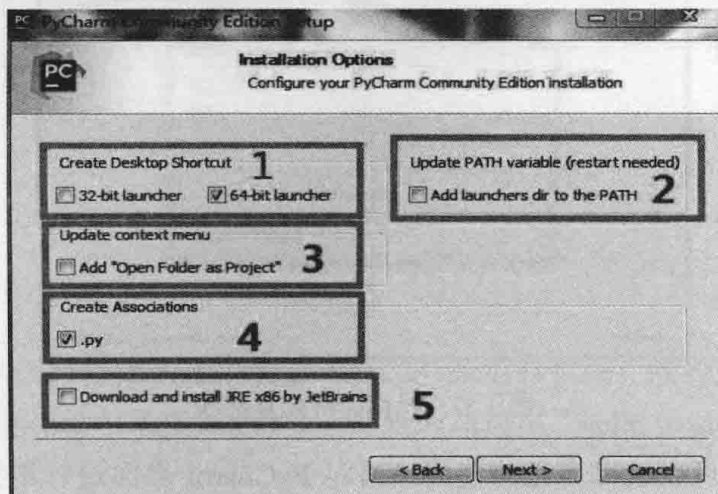 PyCharm Community Edition Setup
PC
Installation Options
Configure your PyCharm Community Edition installation
Create Desktop Shortcut 1
32-bit launcher 64-bit launcher
Update PATH variable (restart needed)
Add launchers dir to the PATH 2
Update context menu
Add "Open Folder as Project" 3
Create Associations
.py 4
Download and install JRE x86 by JetBrains 5
< Back Next > Cancel